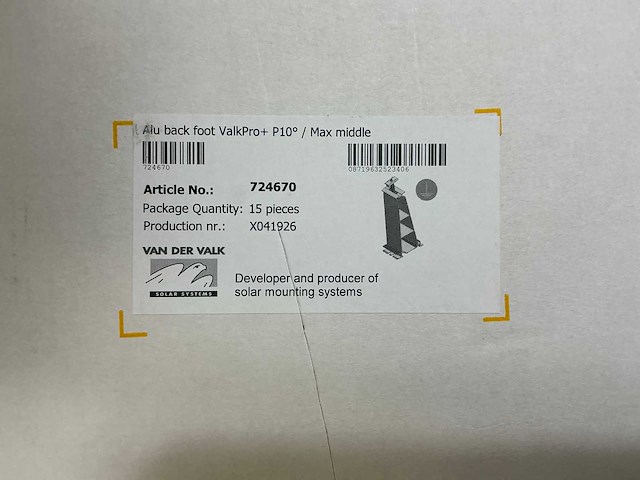 Alu back foot ValkPro+ P10° / Max middle
724670
08719632523406
Article No.: 724670
Package Quantity: 15 pieces
Production nr.: X041926
VAN DER VALK
SOLAR SYSTEMS
Developer and producer of
solar mounting systems